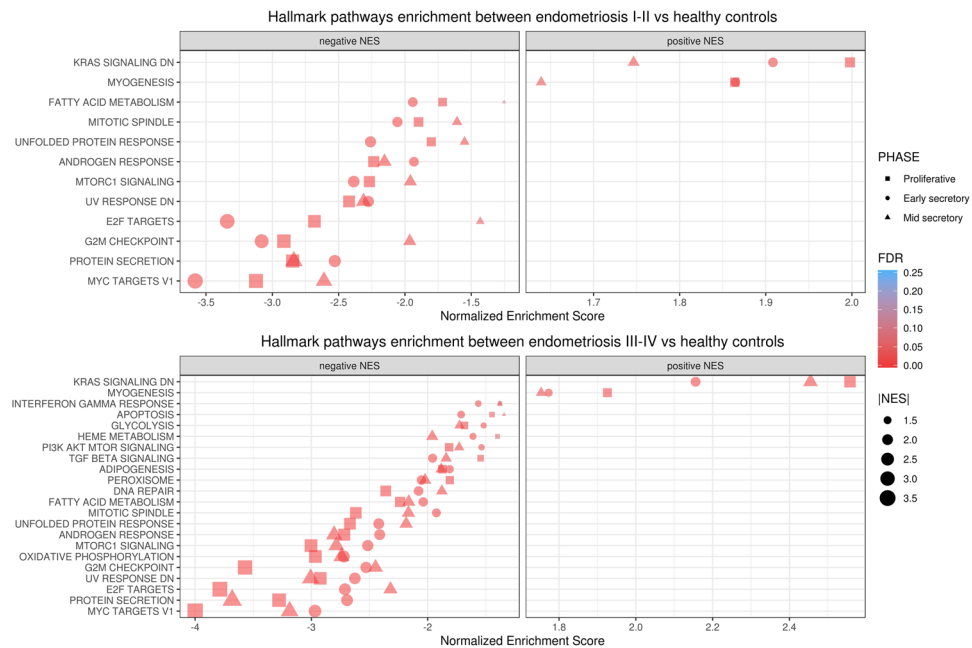 Hallmark pathways enrichment between endometriosis I-II vs healthy controls
negative NES
positive NES
KRAS SIGNALING DN
MYOGENESIS
FATTY ACID METABOLISM
MITOTIC SPINDLE
UNFOLDED PROTEIN RESPONSE
ANDROGEN RESPONSE
MTORC1 SIGNALING
UV RESPONSE DN
E2F TARGETS
G2M CHECKPOINT
PROTEIN SECRETION
MYC TARGETS V1
-3.5 -3.0 -2.5 -2.0 -1.5
1.7 1.8 1.9 2.0
Normalized Enrichment Score
Hallmark pathways enrichment between endometriosis III-IV vs healthy controls
negative NES
positive NES
KRAS SIGNALING DN
MYOGENESIS
INTERFERON GAMMA RESPONSE
APOPTOSIS
GLYCOLYSIS
HEME METABOLISM
PI3K AKT MTOR SIGNALING
TGF BETA SIGNALING
ADIPOGENESIS
PEROXISOME
DNA REPAIR
FATTY ACID METABOLISM
MITOTIC SPINDLE
UNFOLDED PROTEIN RESPONSE
ANDROGEN RESPONSE
MTORC1 SIGNALING
OXIDATIVE PHOSPHORYLATION
G2M CHECKPOINT
UV RESPONSE DN
E2F TARGETS
PROTEIN SECRETION
MYC TARGETS V1
-4 -3 -2
1.8 2.0 2.2 2.4
Normalized Enrichment Score
PHASE
Proliferative
Early secretory
Mid secretory
FDR
0.25
0.20
0.15
0.10
0.05
0.00
|NES|
1.5
2.0
2.5
3.0
3.5